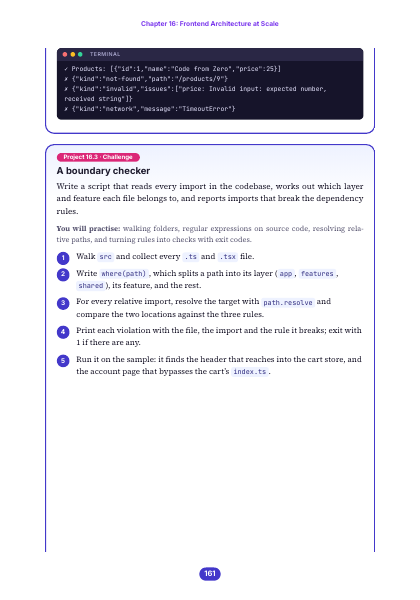 Chapter 16: Frontend Architecture at Scale
TERMINAL
✓ Products: [{"id":1,"name":"Code from Zero","price":25}]
✗ {"kind":"not-found","path":"/products/9"}
✗ {"kind":"invalid","issues":["price: Invalid input: expected number,
received string"]}
✗ {"kind":"network","message":"TimeoutError"}
Project 16.3 · Challenge
A boundary checker
Write a script that reads every import in the codebase, works out which layer
and feature each file belongs to, and reports imports that break the dependency
rules.
You will practise: walking folders, regular expressions on source code, resolving rela-
tive paths, and turning rules into checks with exit codes.
1 Walk src and collect every .ts and .tsx file.
2 Write where(path), which splits a path into its layer (app, features,
shared), its feature, and the rest.
3 For every relative import, resolve the target with path.resolve and
compare the two locations against the three rules.
4 Print each violation with the file, the import and the rule it breaks; exit with
1 if there are any.
5 Run it on the sample: it finds the header that reaches into the cart store, and
the account page that bypasses the cart's index.ts.
161